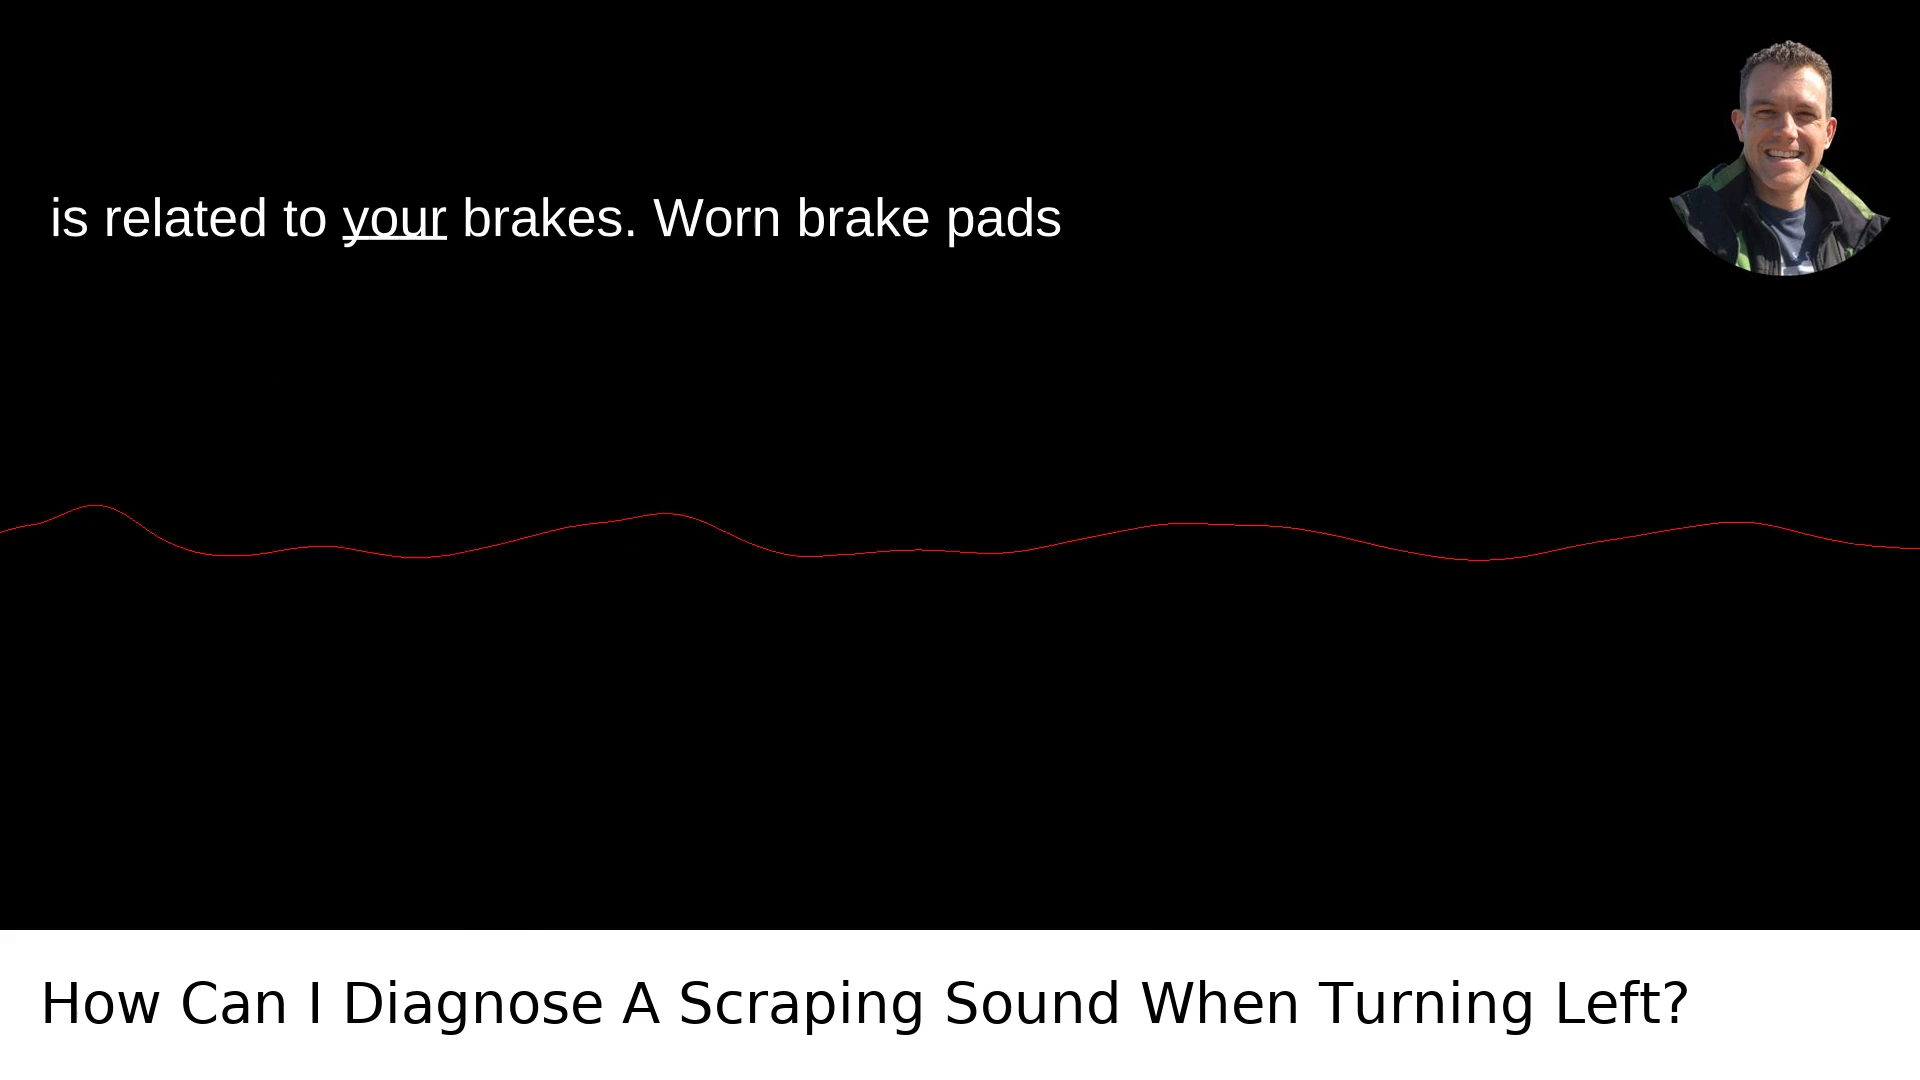 is related to your brakes. Worn brake pads
How Can I Diagnose A Scraping Sound When Turning Left?